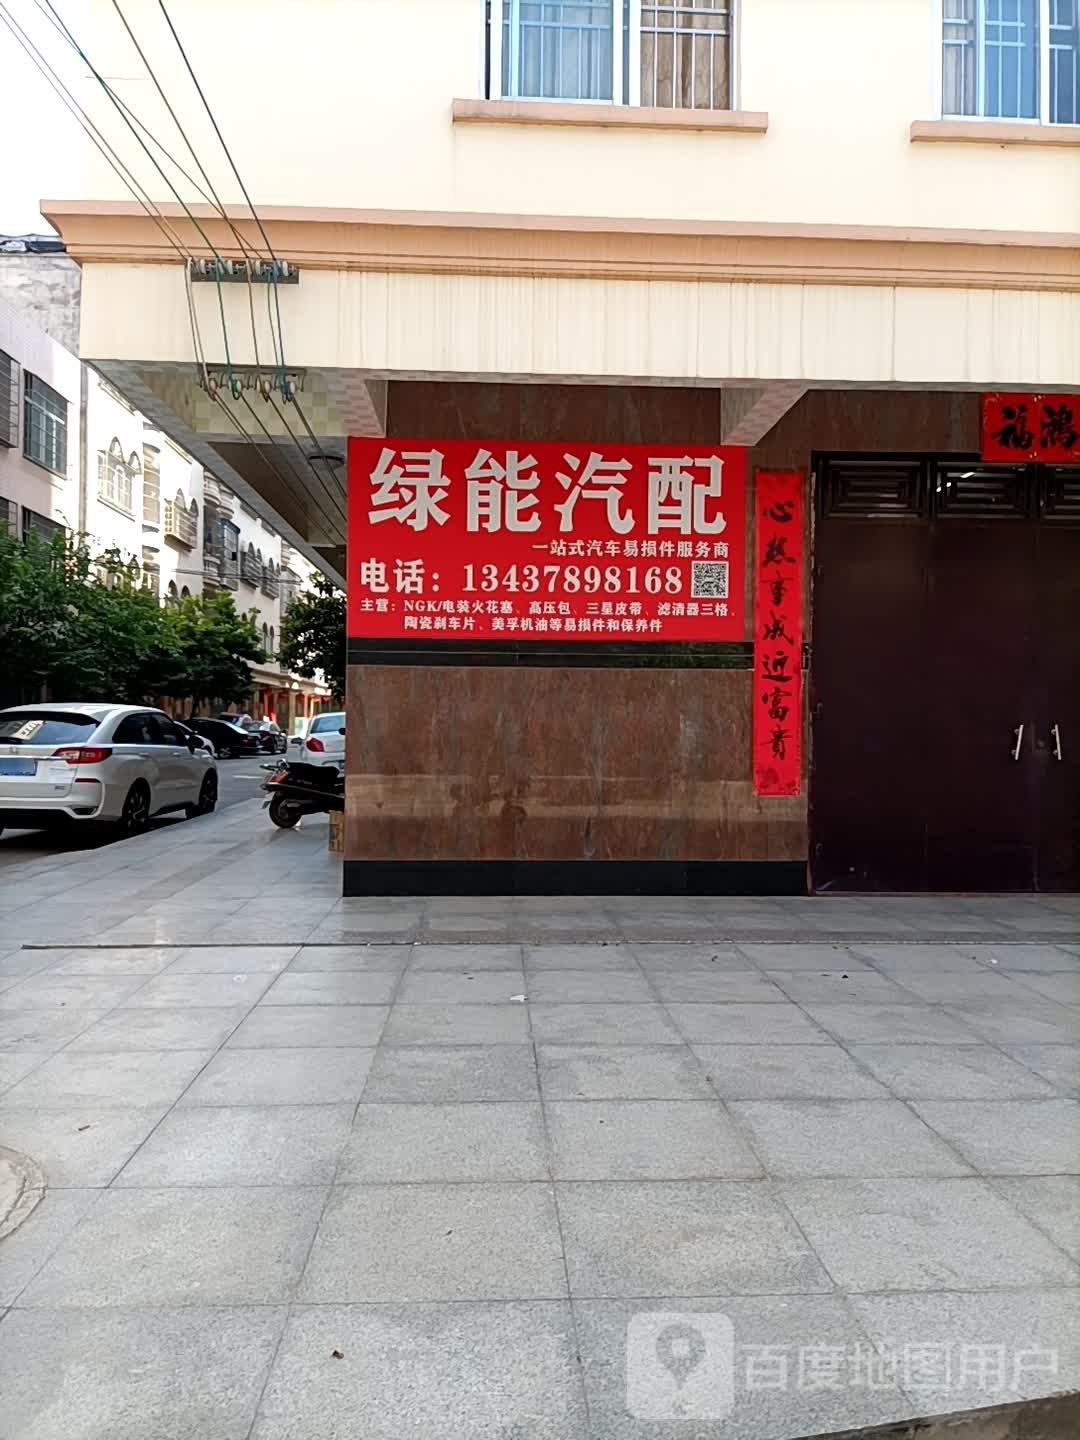 绿能汽配
一站式汽车易损件服务商
电话：13437898168
主营：NGK/电装火花塞、高压包、三星皮带、滤清器三格、
陶瓷刹车片、美孚机油等易损件和保养件
心想事成近富贵
福鸿
百度地图用户